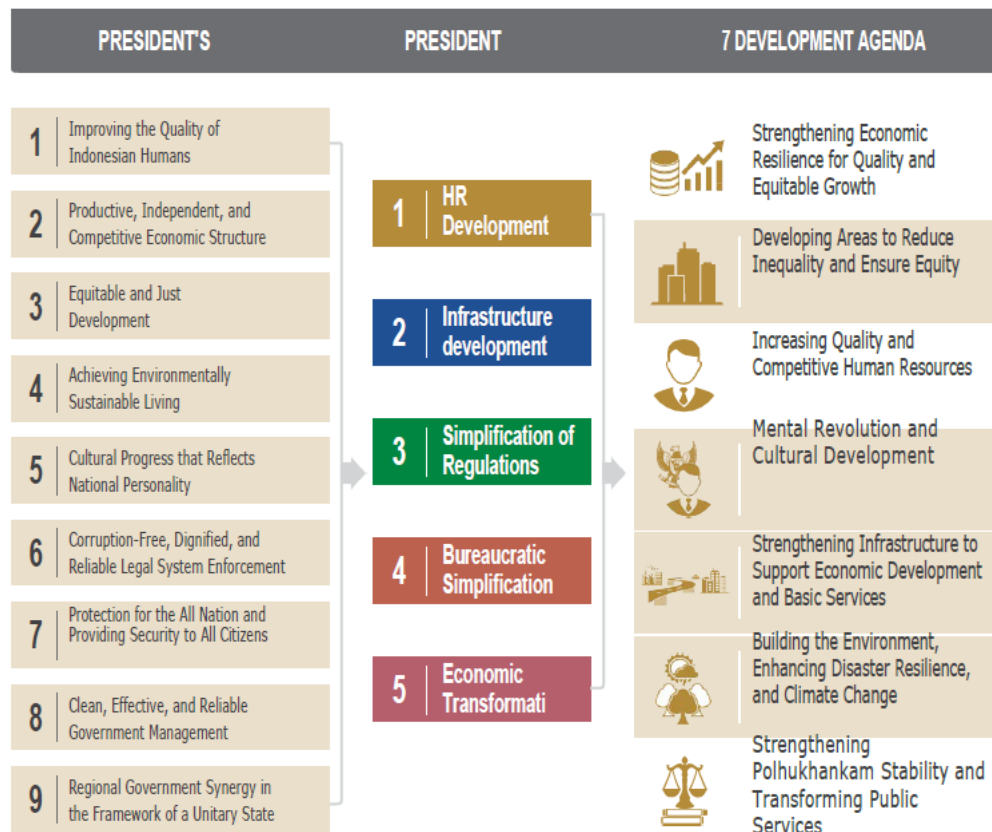 PRESIDENT'S
PRESIDENT
7 DEVELOPMENT AGENDA
1
Improving the Quality of
Indonesian Humans
2
Productive, Independent, and
Competitive Economic Structure
3
Equitable and Just
Development
4
Achieving Environmentally
Sustainable Living
5
Cultural Progress that Reflects
National Personality
6
Corruption-Free, Dignified, and
Reliable Legal System Enforcement
7
Protection for the All Nation and
Providing Security to All Citizens
8
Clean, Effective, and Reliable
Government Management
9
Regional Government Synergy in
the Framework of a Unitary State
1
HR
Development
2
Infrastructure
development
3
Simplification of
Regulations
4
Bureaucratic
Simplification
5
Economic
Transformati
Strengthening Economic
Resilience for Quality and
Equitable Growth
Developing Areas to Reduce
Inequality and Ensure Equity
Increasing Quality and
Competitive Human Resources
Mental Revolution and
Cultural Development
Strengthening Infrastructure to
Support Economic Development
and Basic Services
Building the Environment,
Enhancing Disaster Resilience,
and Climate Change
Strengthening
Polhukhankam Stability and
Transforming Public
Services